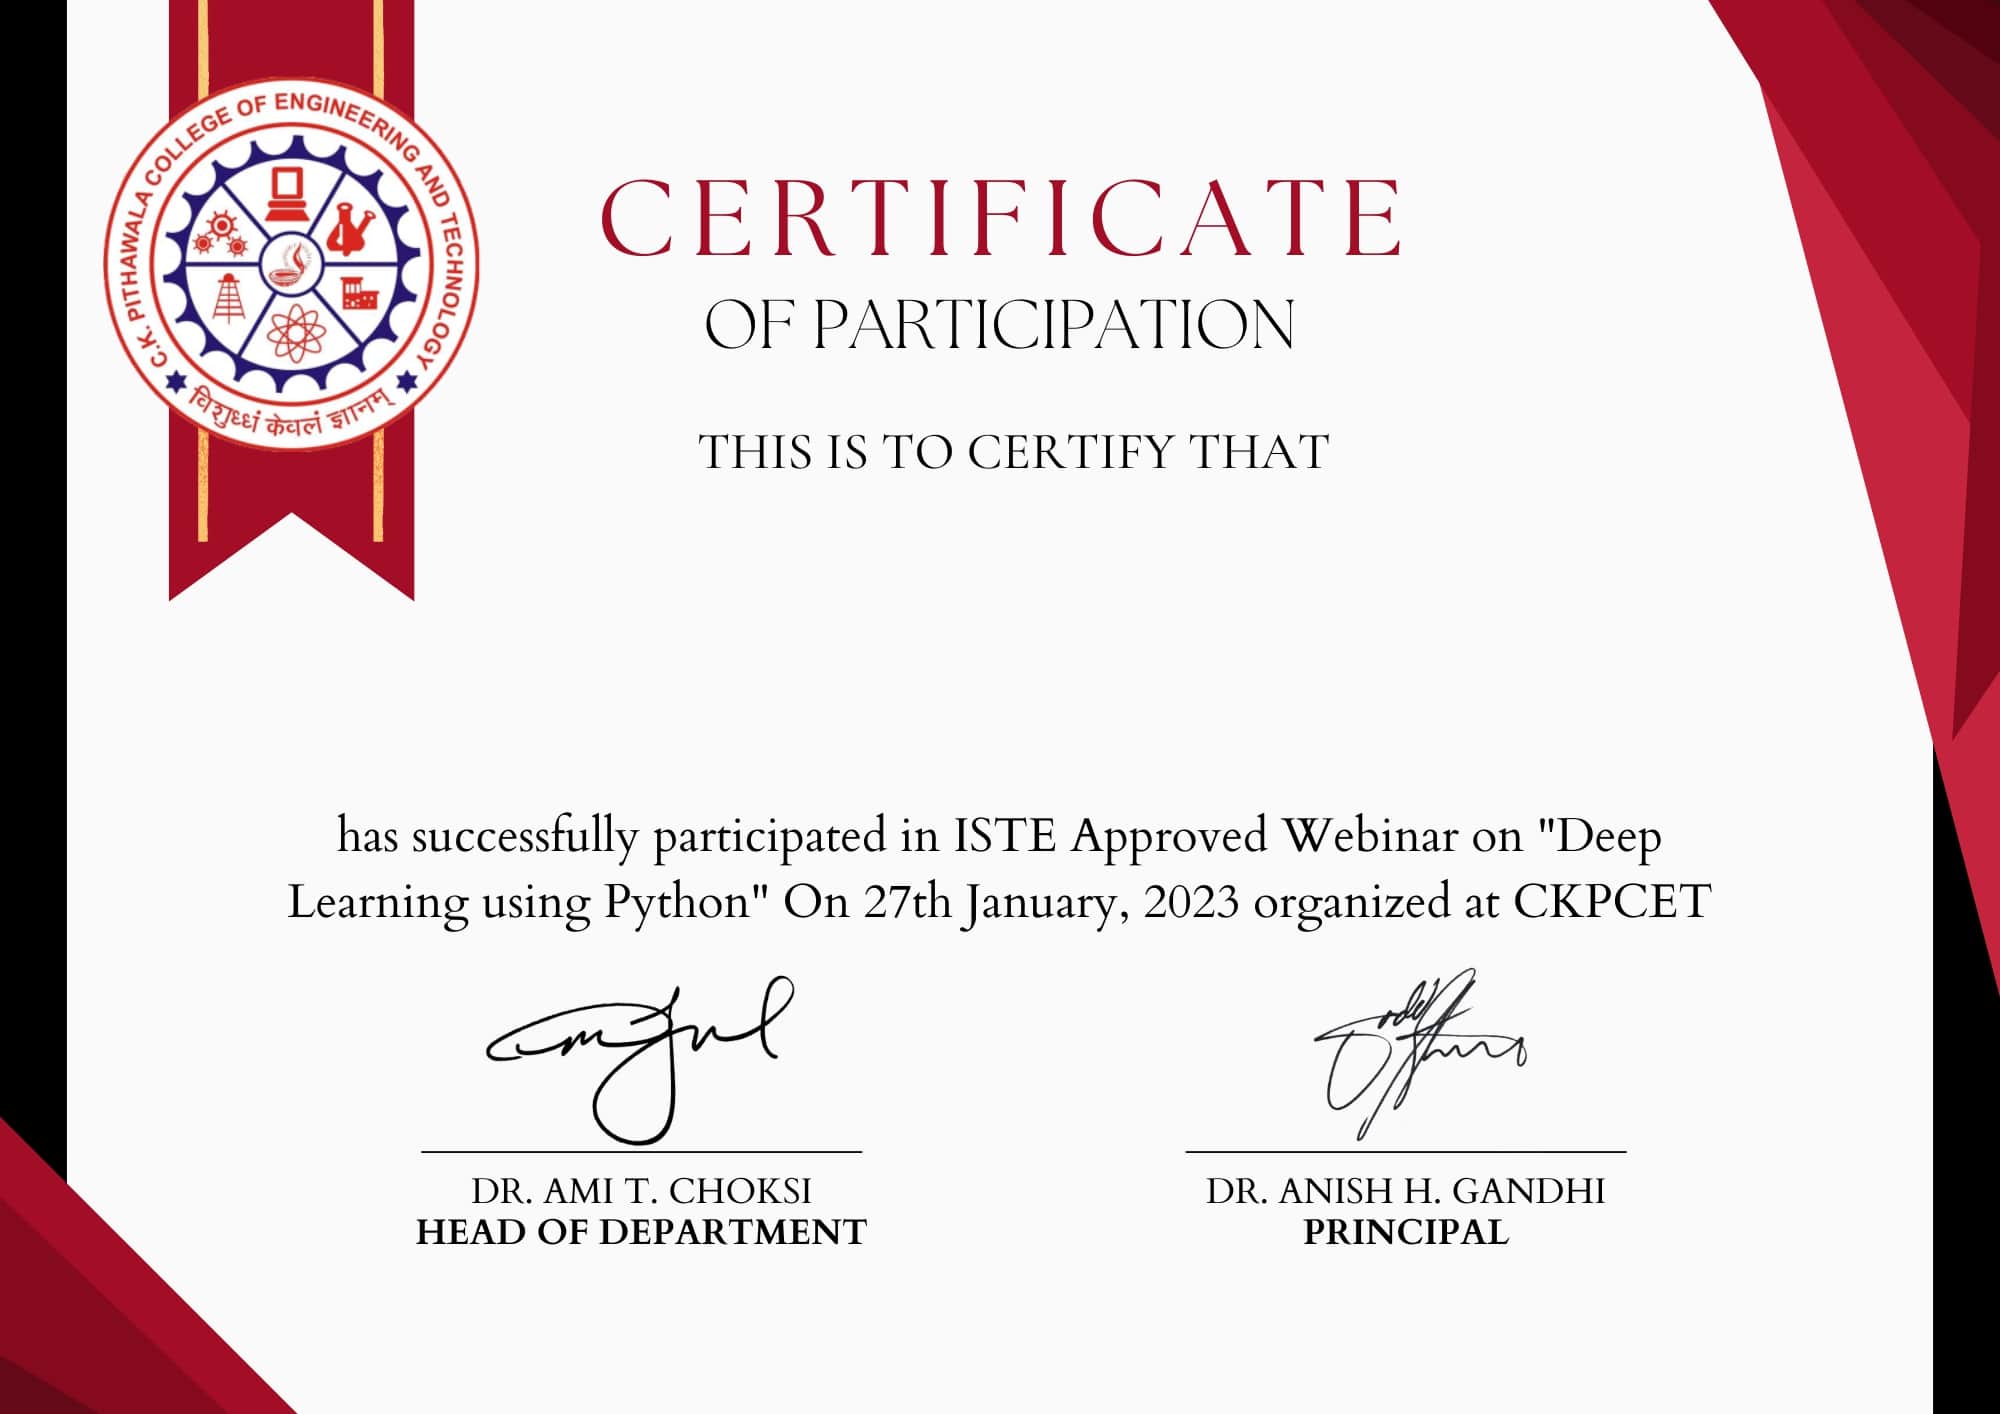 C.K. PITHAWALA COLLEGE OF ENGINEERING AND TECHNOLOGY
विशुध्धं केवलं ज्ञानम्
CERTIFICATE
OF PARTICIPATION
THIS IS TO CERTIFY THAT
has successfully participated in ISTE Approved Webinar on "Deep
Learning using Python" On 27th January, 2023 organized at CKPCET
DR. AMI T. CHOKSI
HEAD OF DEPARTMENT
DR. ANISH H. GANDHI
PRINCIPAL